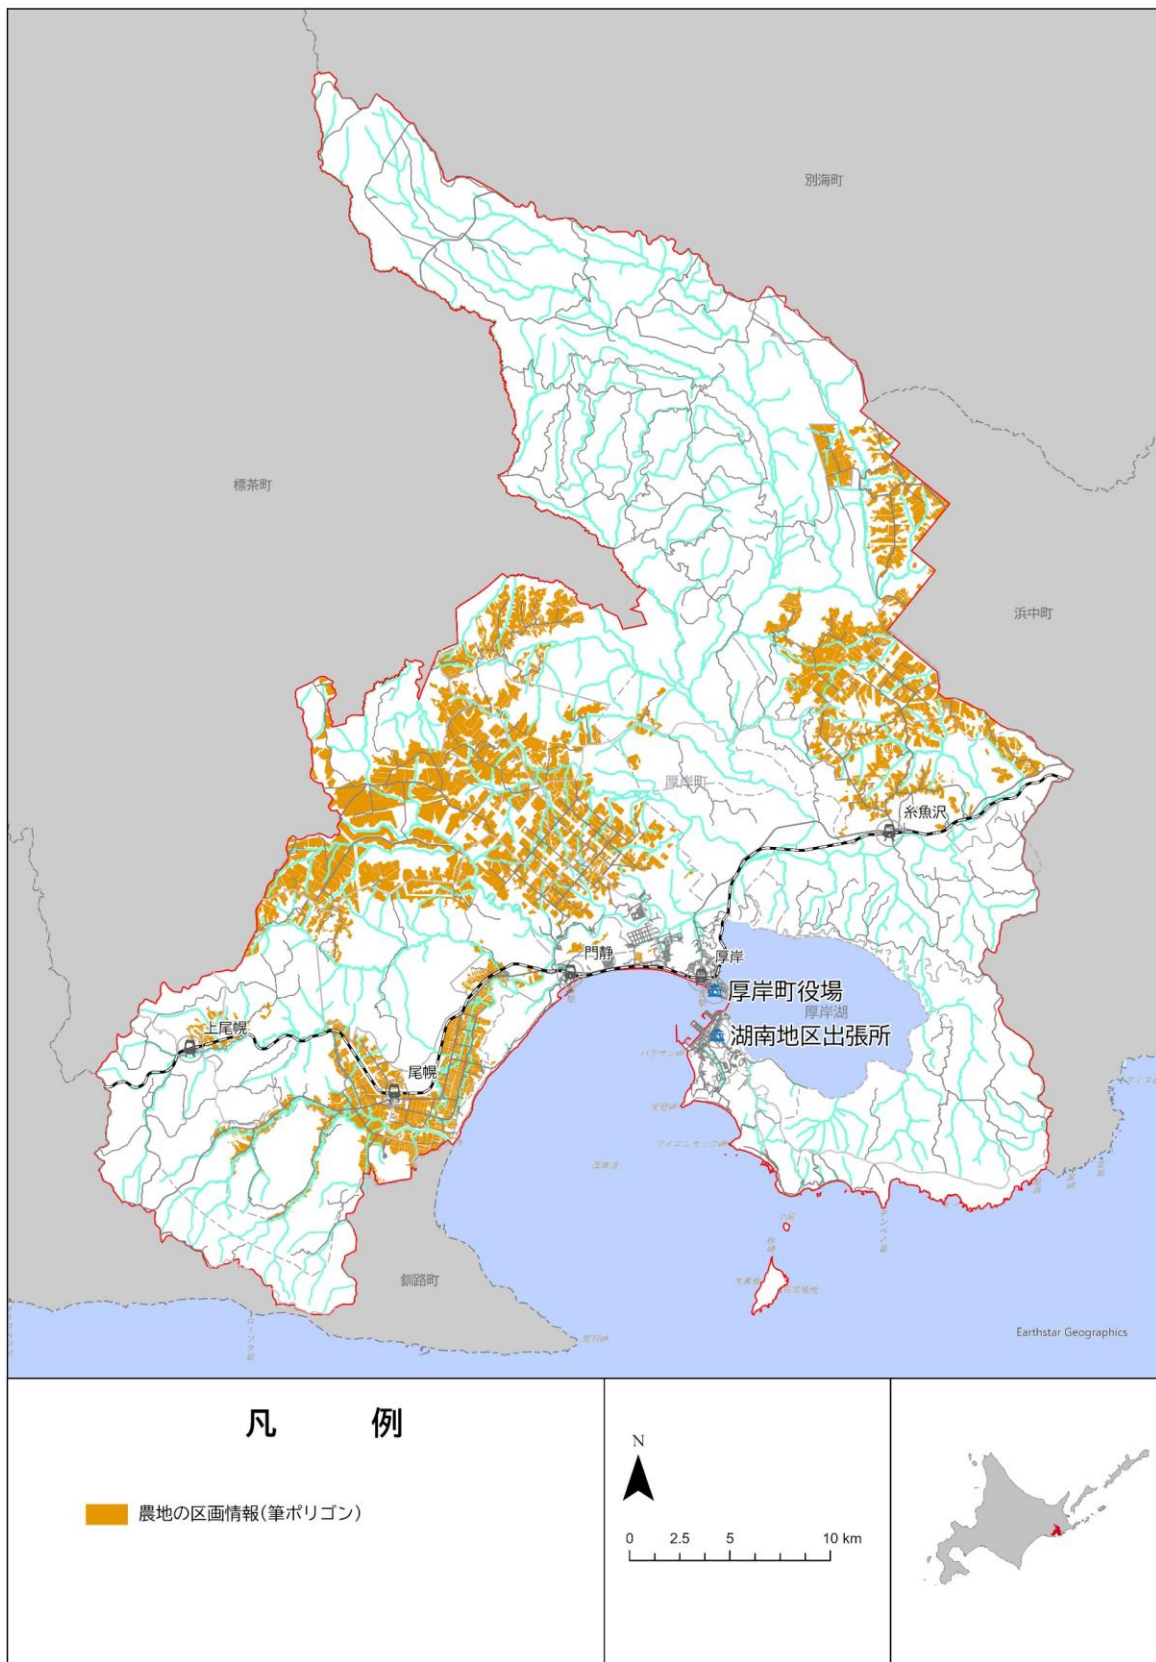 別海町
標茶町
浜中町
厚岸町
糸魚沢
門静
厚岸
厚岸町役場
厚岸湖
湖南地区出張所
上尾幌
尾幌
釧路町
Earthstar Geographics
凡 例
農地の区画情報(筆ポリゴン)
N
0 2.5 5 10 km